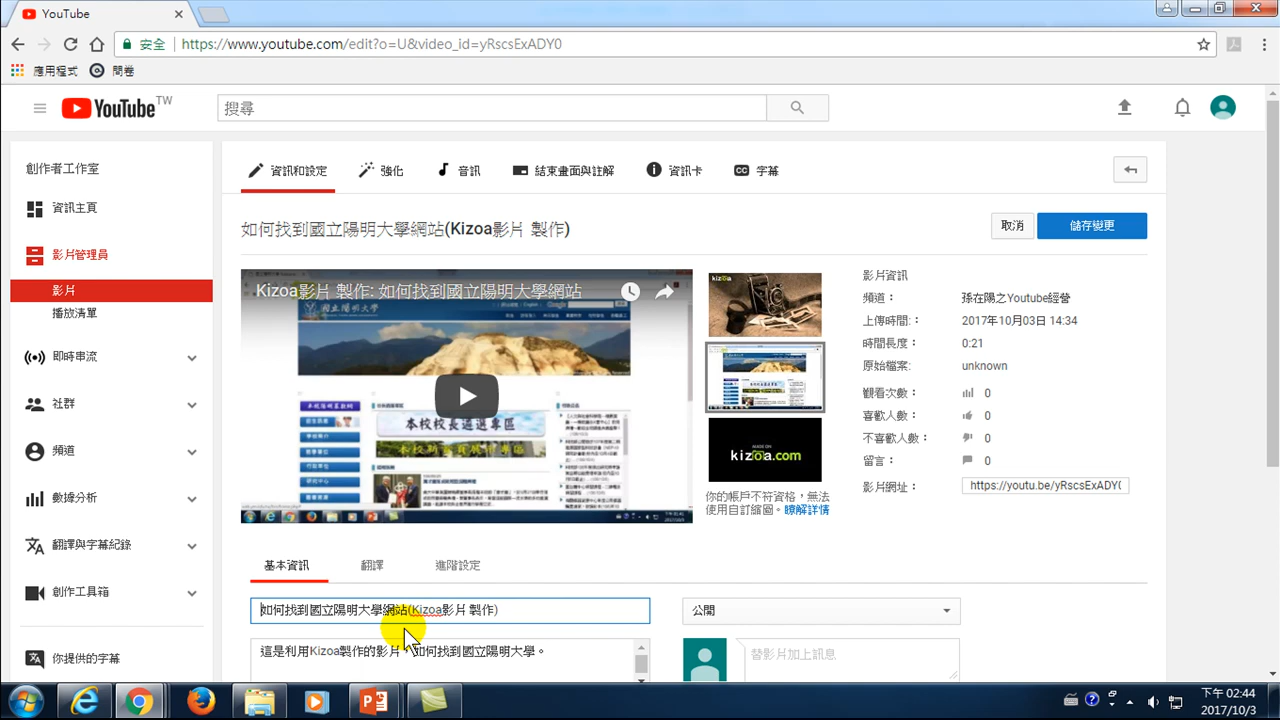 YouTube
安全 https://www.youtube.com/edit?o=U&video_id=yRscsExADY0
應用程式 問卷
YouTube TW
搜尋
創作者工作室
資訊主頁
影片管理員
影片
播放清單
即時串流
社群
頻道
數據分析
翻譯與字幕紀錄
創作工具箱
你提供的字幕
資訊和設定 強化 音訊 結束畫面與註解 資訊卡 CC 字幕
如何找到國立陽明大學網站(Kizoa影片 製作)
取消 儲存變更
Kizoa影片 製作: 如何找到國立陽明大學網站
國立陽明大學
本校校長遴選專區
kizoa
MADE ON
kizoa.com
你的帳戶不符資格，無法
使用自訂縮圖。瞭解詳情
影片資訊
頻道： 孫在陽之Youtube經營
上傳時間:： 2017年10月03日 14:34
時間長度： 0:21
原始檔案: unknown
觀看次數： 0
喜歡人數： 0
不喜歡人數： 0
留言： 0
影片網址： https://youtu.be/yRscsExADY(
基本資訊 翻譯 進階設定
如何找到國立陽明大學網站(Kizoa影片 製作)
公開
這是利用Kizoa製作的影片，如何找到國立陽明大學。
替影片加上訊息
下午 02:44
2017/10/3